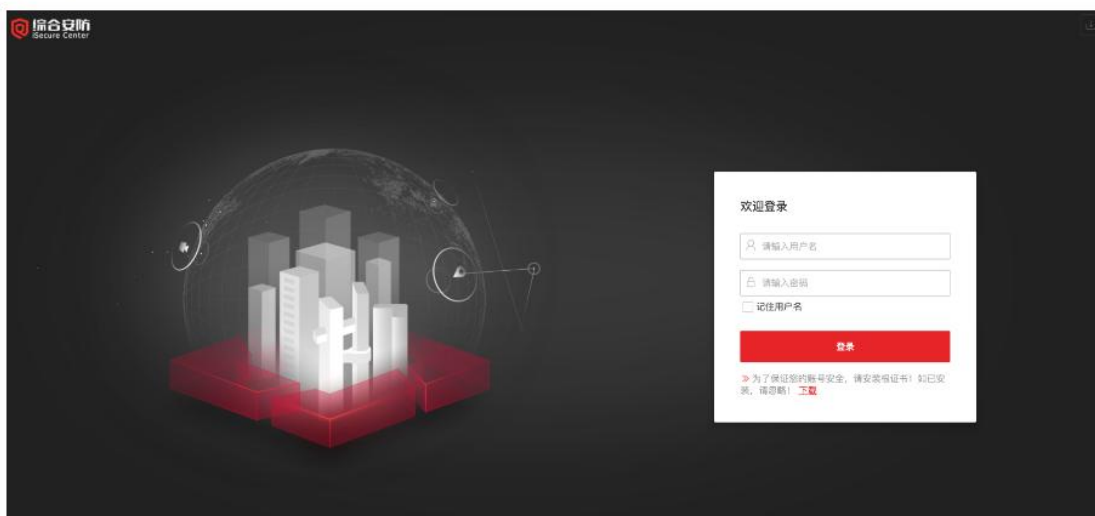 综合安防
iSecure Center
欢迎登录
请输入用户名
请输入密码
记住用户名
登录
为了保证您的账号安全，请安装根证书！如已安
装，请忽略！ 下载